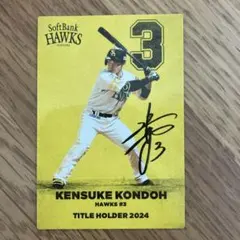 SoftBank
HAWKS
3
KENSUKE KONDOH
HAWKS #3
TITLE HOLDER 2024